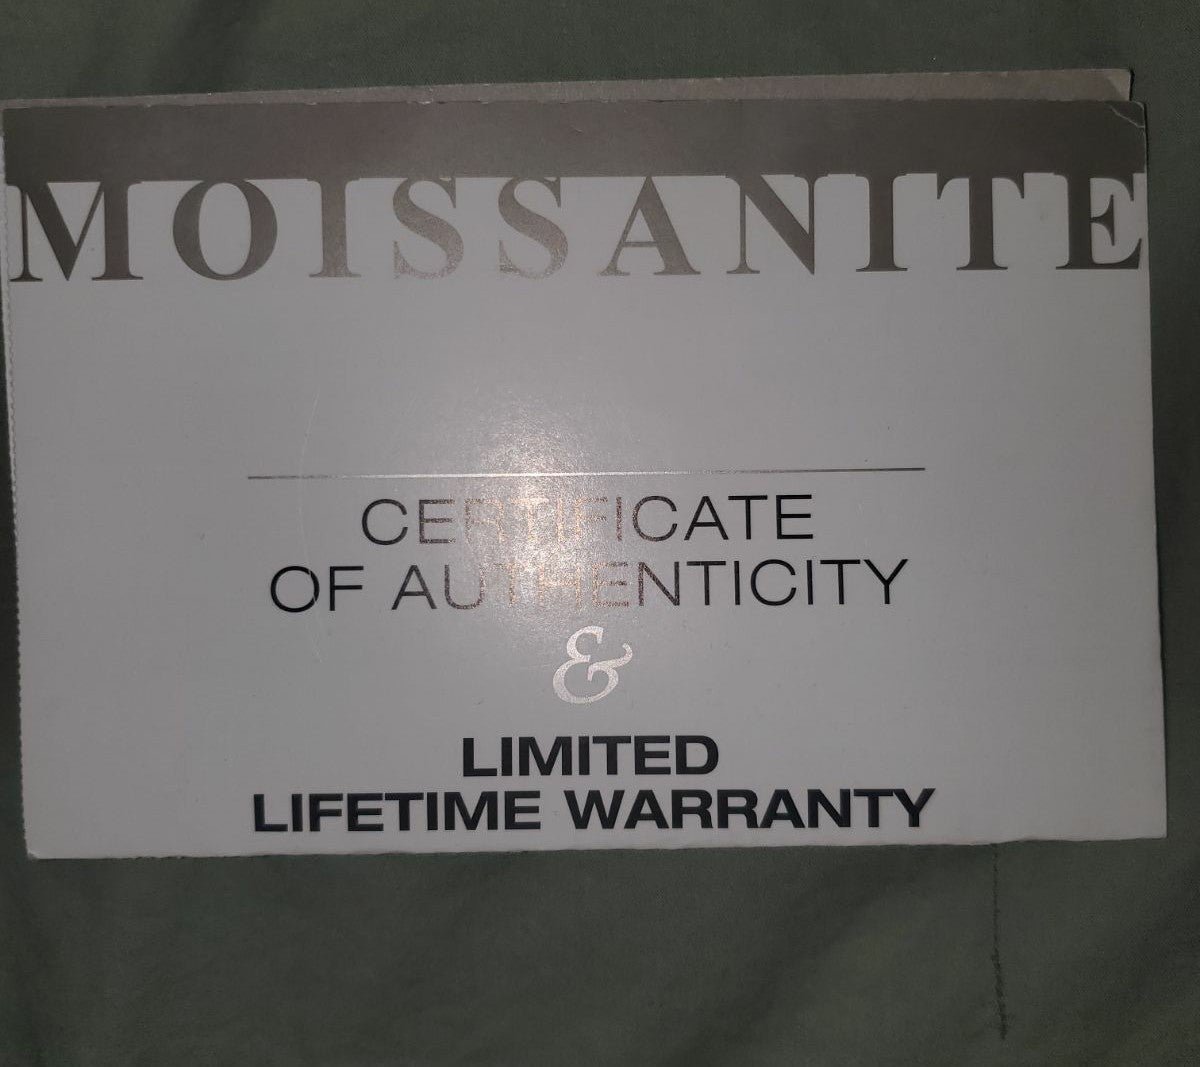 MOISSANITE
CERTIFICATE
OF AUTHENTICITY
&
LIMITED
LIFETIME WARRANTY